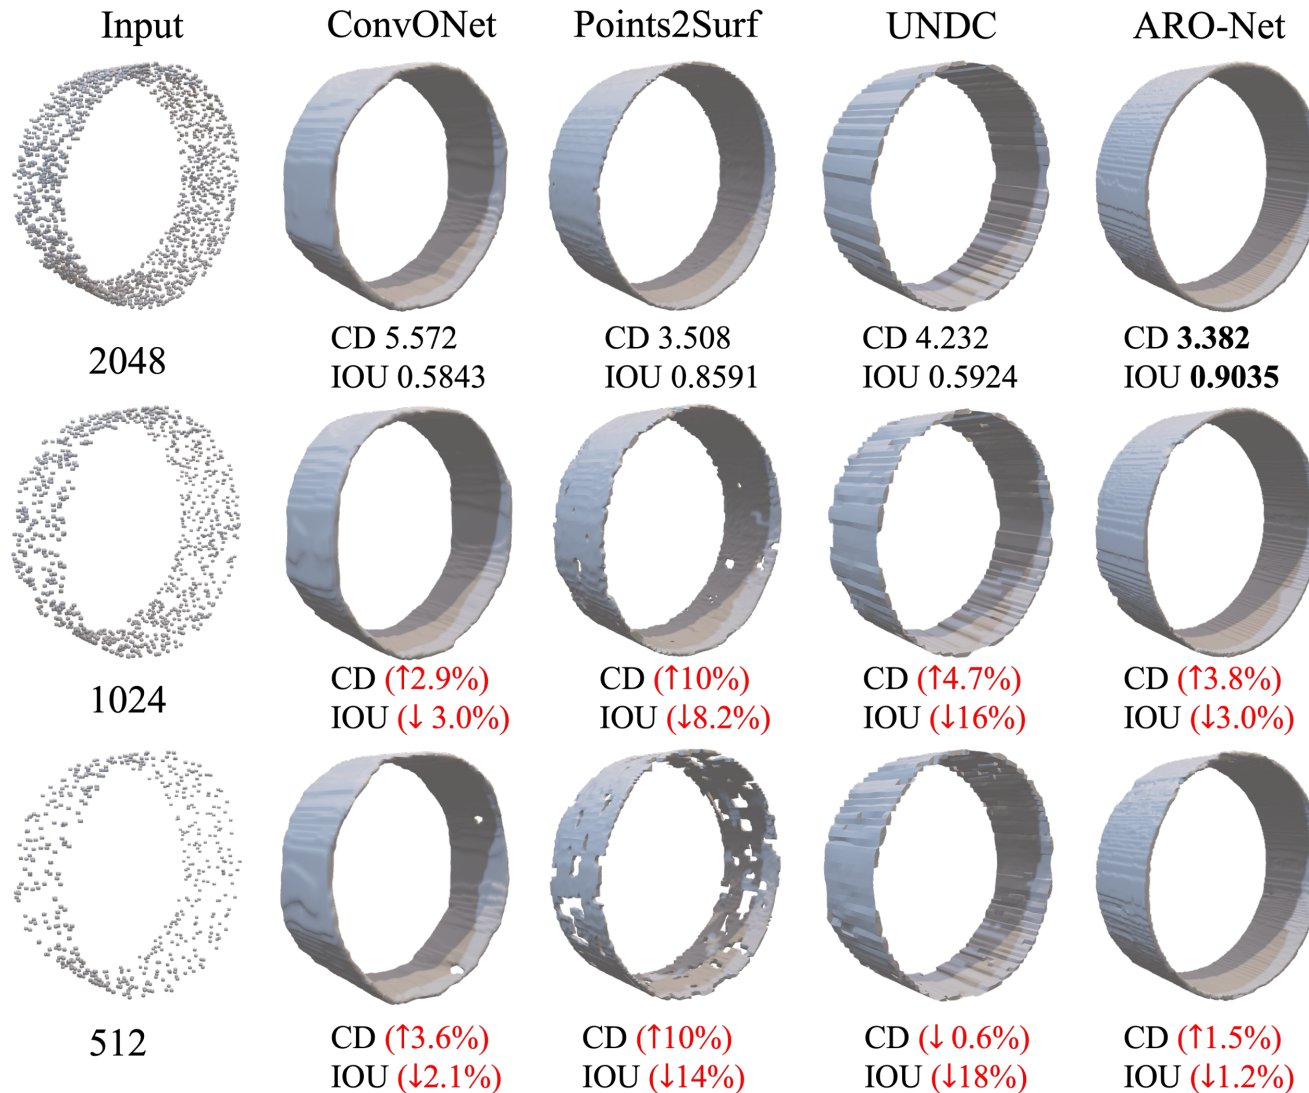 Input ConvONet Points2Surf UNDC ARO-Net
2048
CD 5.572 CD 3.508 CD 4.232 CD 3.382
IOU 0.5843 IOU 0.8591 IOU 0.5924 IOU 0.9035
1024
CD (↑2.9%) CD (↑10%) CD (↑4.7%) CD (↑3.8%)
IOU (↓ 3.0%) IOU (↓8.2%) IOU (↓16%) IOU (↓3.0%)
512
CD (↑3.6%) CD (↑10%) CD (↓ 0.6%) CD (↑1.5%)
IOU (↓2.1%) IOU (↓14%) IOU (↓18%) IOU (↓1.2%)